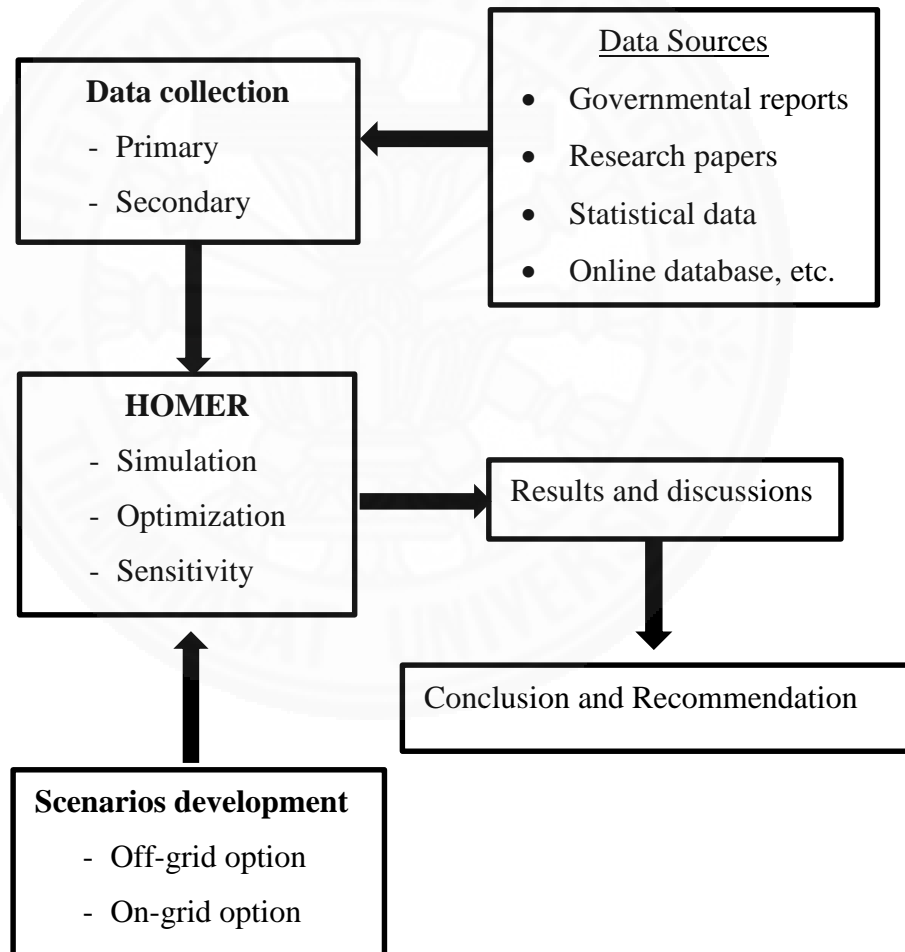 Data Sources
• Governmental reports
• Research papers
• Statistical data
• Online database, etc.
Data collection
- Primary
- Secondary
HOMER
- Simulation
- Optimization
- Sensitivity
Results and discussions
Conclusion and Recommendation
Scenarios development
- Off-grid option
- On-grid option